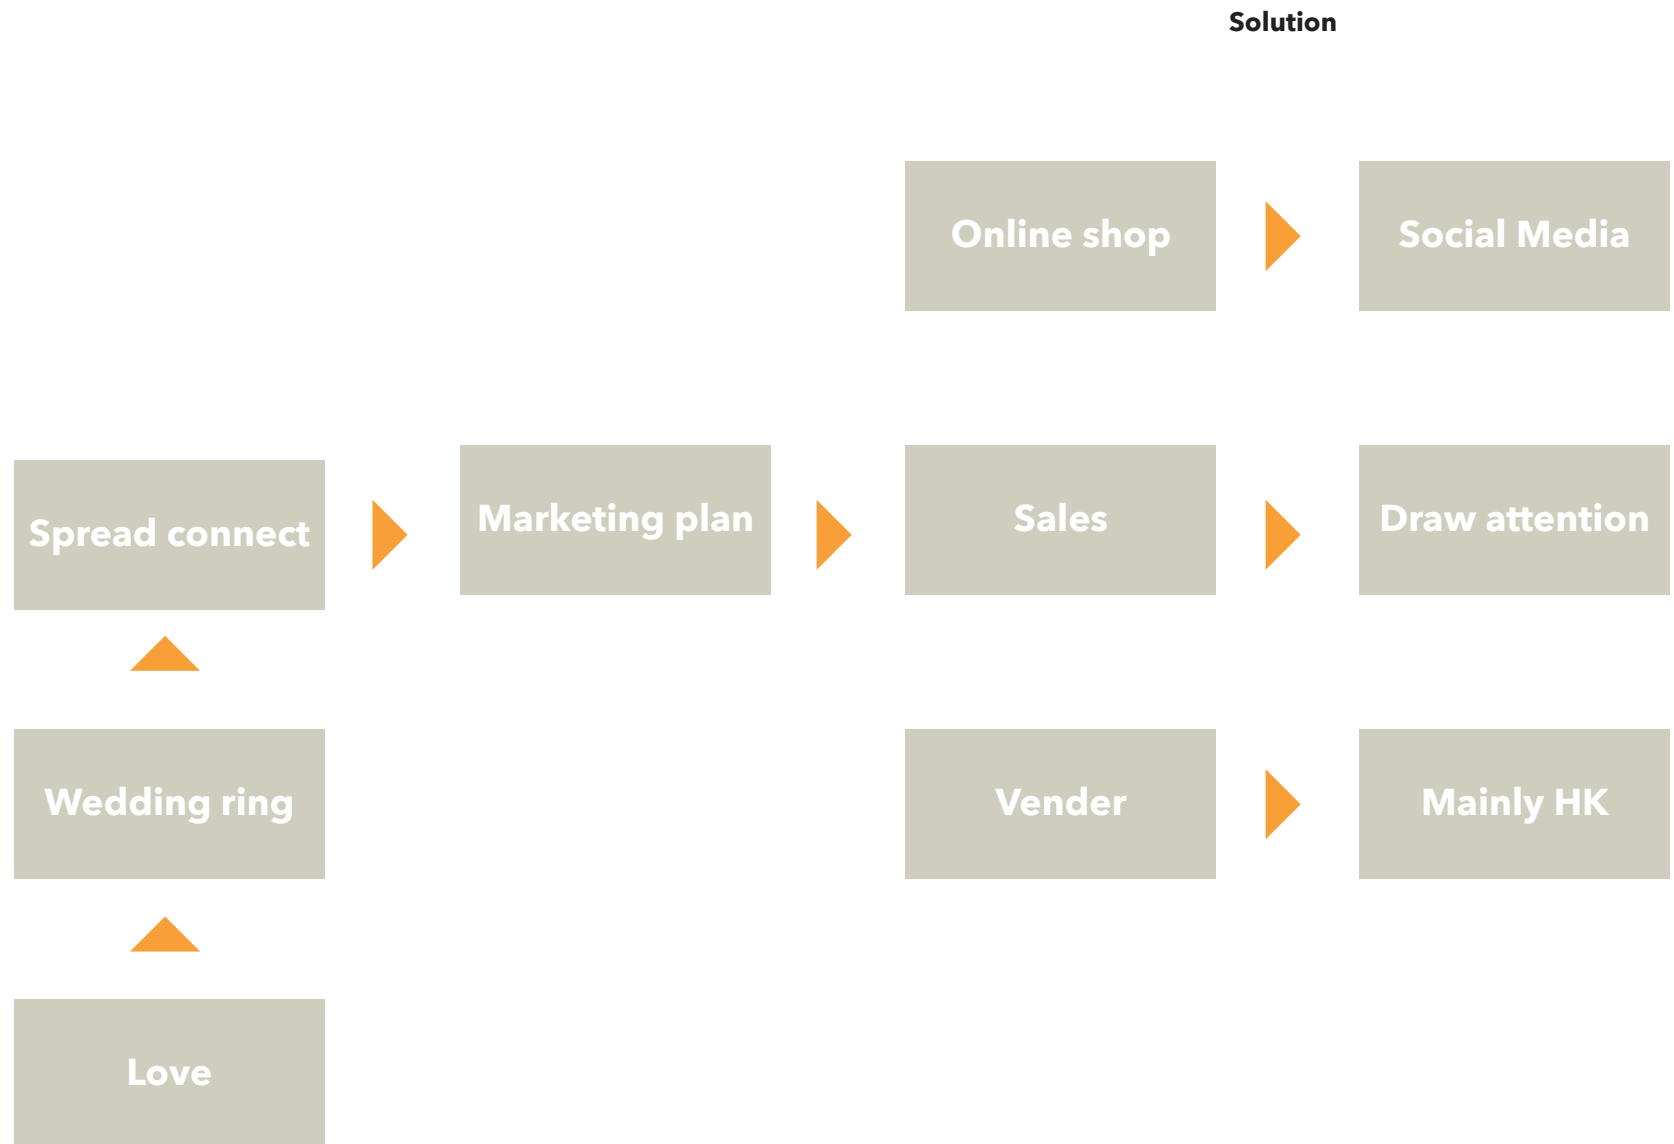 Solution
Online shop
Social Media
Spread connect
Marketing plan
Sales
Draw attention
Wedding ring
Vender
Mainly HK
Love